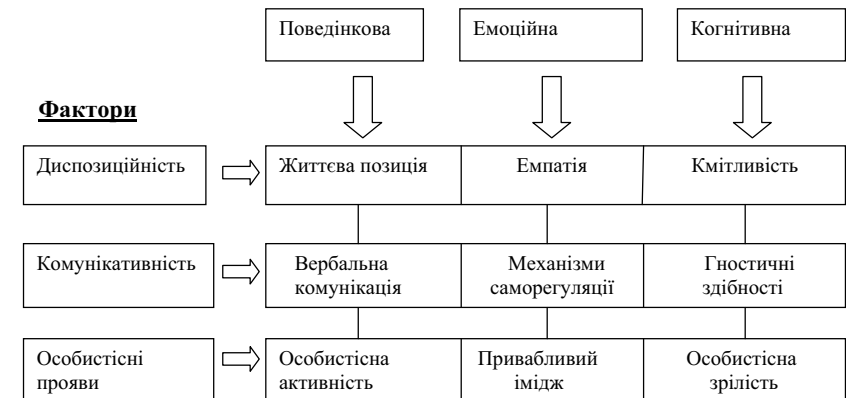 Поведінкова
Емоційна
Когнітивна
Фактори
Диспозиційність
Життєва позиція
Емпатія
Кмітливість
Комунікативність
Вербальна
комунікація
Механізми
саморегуляції
Гностичні
здібності
Особистісні
прояви
Особистісна
активність
Привабливий
імідж
Особистісна
зрілість